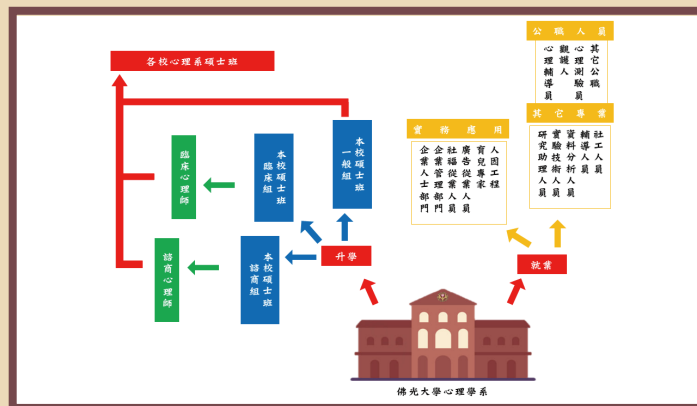 各校心理系碩士班
公職人員
其它公職
心理測驗員
觀護人
心理輔導員
實務應用
人因工程
育兒專家
廣告從業人員
社福從業人員
企業管理部門
企業人士部門
其它專業
社工人員
輔導人員
資料分析人員
實驗技術人員
研究助理人員
本校碩士班
一般組
本校碩士班
臨床組
臨床心理師
本校碩士班
諮商組
諮商心理師
升學
就業
佛光大學心理學系